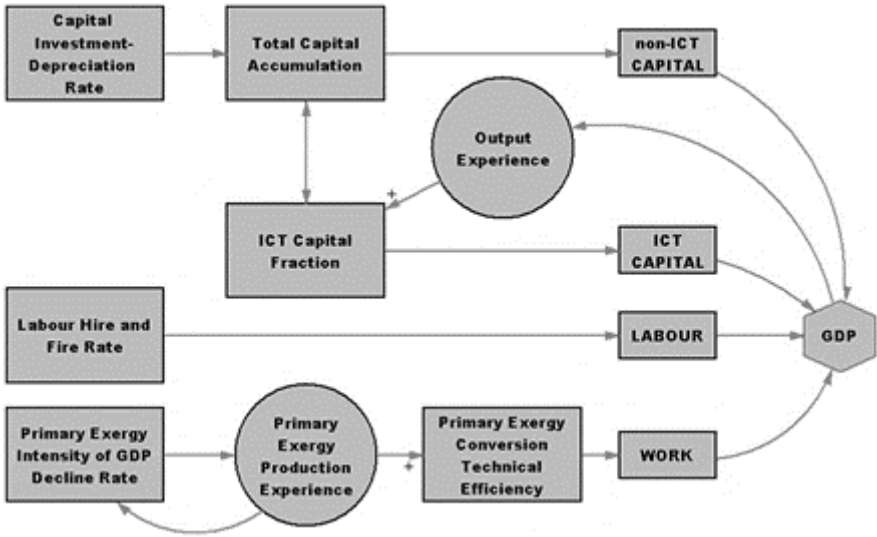 Capital
Investment-
Depreciation
Rate
Total Capital
Accumulation
non-ICT
CAPITAL
Output
Experience
+
ICT Capital
Fraction
ICT
CAPITAL
Labour Hire and
Fire Rate
LABOUR
GDP
Primary Exergy
Intensity of GDP
Decline Rate
Primary
Exergy
Production
Experience
+
Primary Exergy
Conversion
Technical
Efficiency
WORK